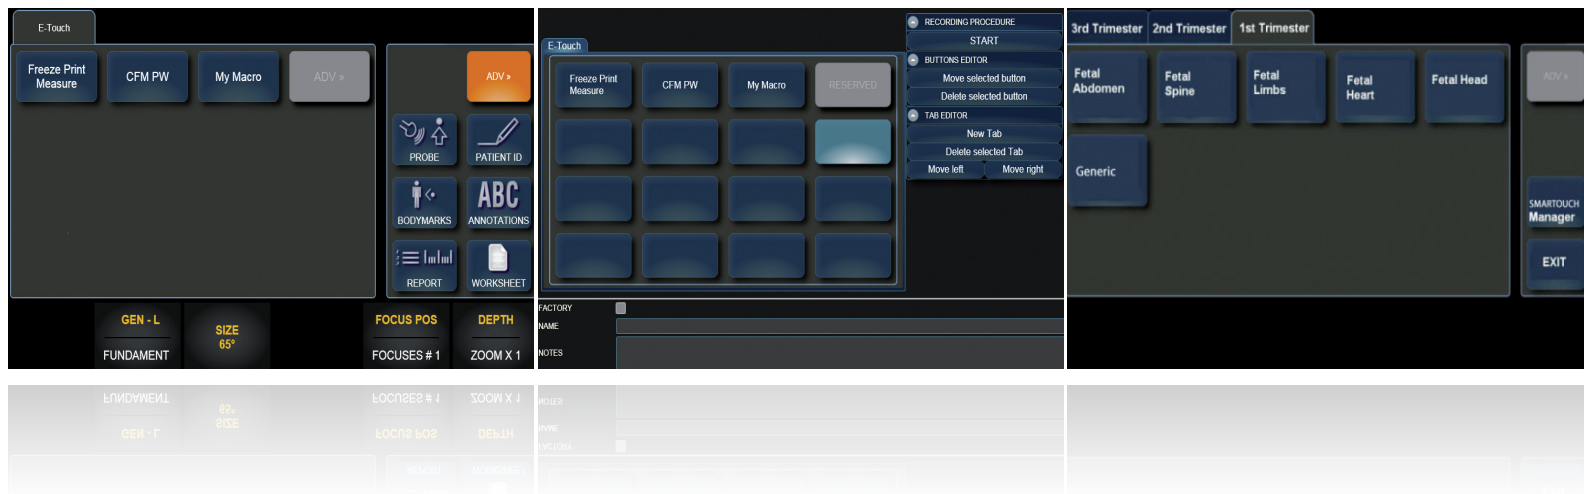 E-Touch
Freeze Print
Measure
CFM PW
My Macro
ADV »
ADV »
PROBE
PATIENT ID
BODYMARKS
ABC
ANNOTATIONS
REPORT
WORKSHEET
GEN - L
FUNDAMENT
SIZE
65°
FOCUS POS
FOCUSES # 1
DEPTH
ZOOM X 1
E-Touch
Freeze Print
Measure
CFM PW
My Macro
RESERVED
RECORDING PROCEDURE
START
BUTTONS EDITOR
Move selected button
Delete selected button
TAB EDITOR
New Tab
Delete selected Tab
Move left
Move right
FACTORY
NAME
NOTES
3rd Trimester
2nd Trimester
1st Trimester
Fetal
Abdomen
Fetal
Spine
Fetal
Limbs
Fetal
Heart
Fetal Head
Generic
ADV »
SMARTOUCH
Manager
EXIT